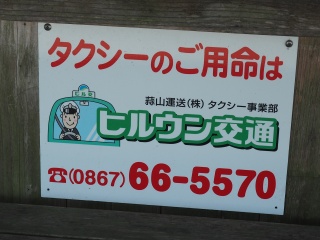 タクシーのご用命は
蒜山運送(株)タクシー事業部
ヒルウン交通
☎(0867)66-5570